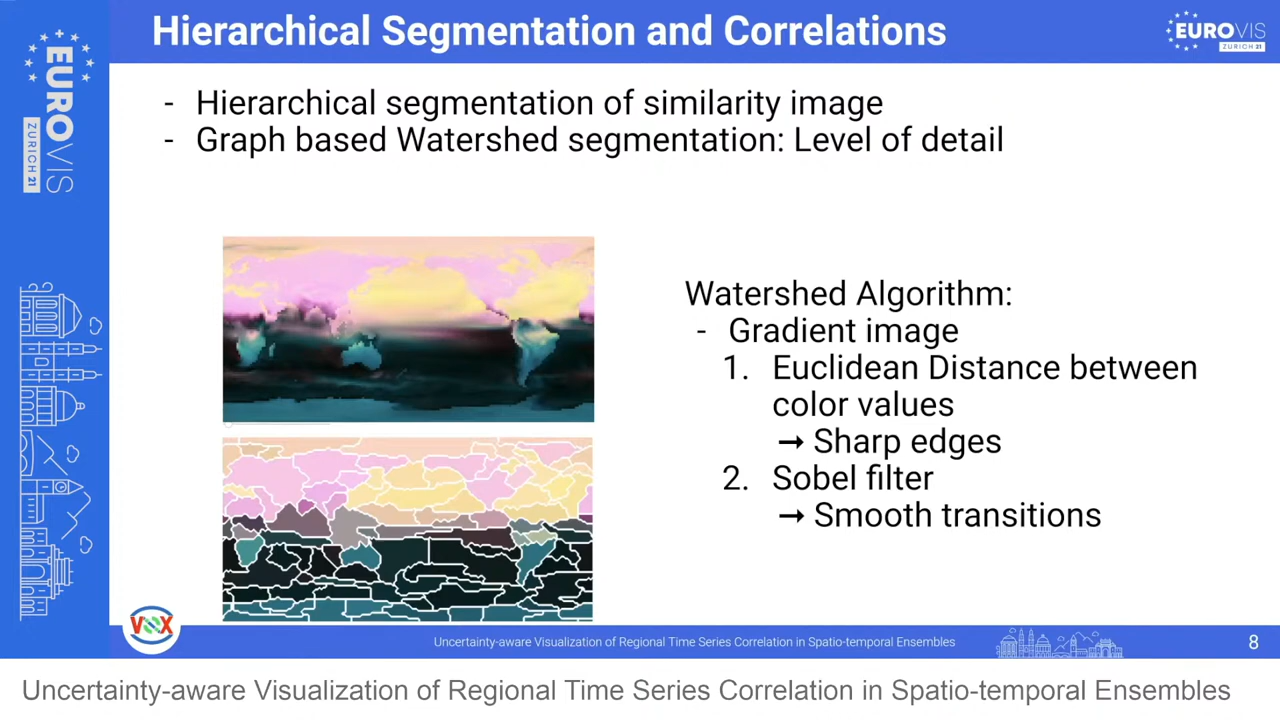 Hierarchical Segmentation and Correlations
EUROVIS
ZURICH 21
EUROVIS
ZURICH 21
- Hierarchical segmentation of similarity image
- Graph based Watershed segmentation: Level of detail
Watershed Algorithm:
- Gradient image
1. Euclidean Distance between
color values
→ Sharp edges
2. Sobel filter
→ Smooth transitions
Uncertainty-aware Visualization of Regional Time Series Correlation in Spatio-temporal Ensembles
8
Uncertainty-aware Visualization of Regional Time Series Correlation in Spatio-temporal Ensembles